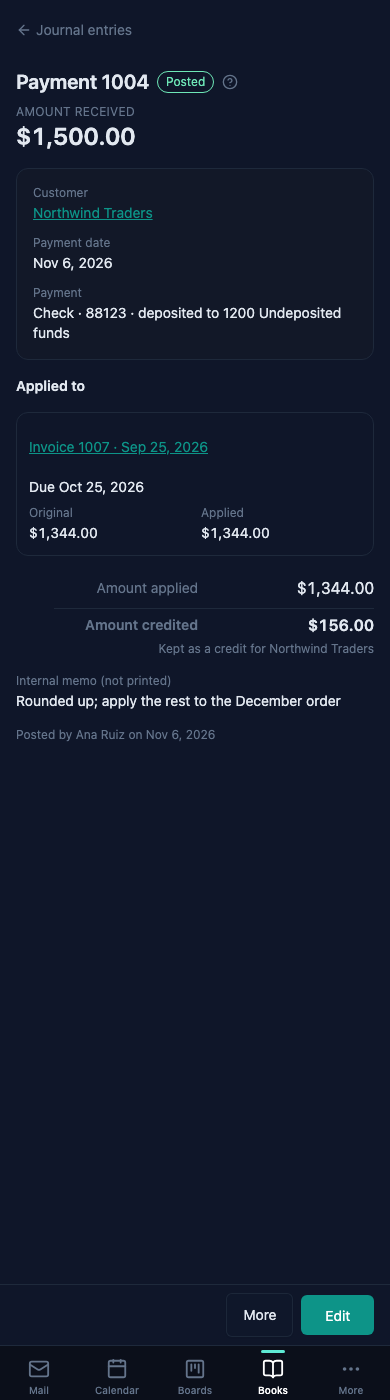 Journal entries
Payment 1004 Posted
AMOUNT RECEIVED
$1,500.00
Customer
Northwind Traders
Payment date
Nov 6, 2026
Payment
Check · 88123 · deposited to 1200 Undeposited
funds
Applied to
Invoice 1007 · Sep 25, 2026
Due Oct 25, 2026
Original Applied
$1,344.00 $1,344.00
Amount applied $1,344.00
Amount credited $156.00
Kept as a credit for Northwind Traders
Internal memo (not printed)
Rounded up; apply the rest to the December order
Posted by Ana Ruiz on Nov 6, 2026
More Edit
Mail Calendar Boards Books More